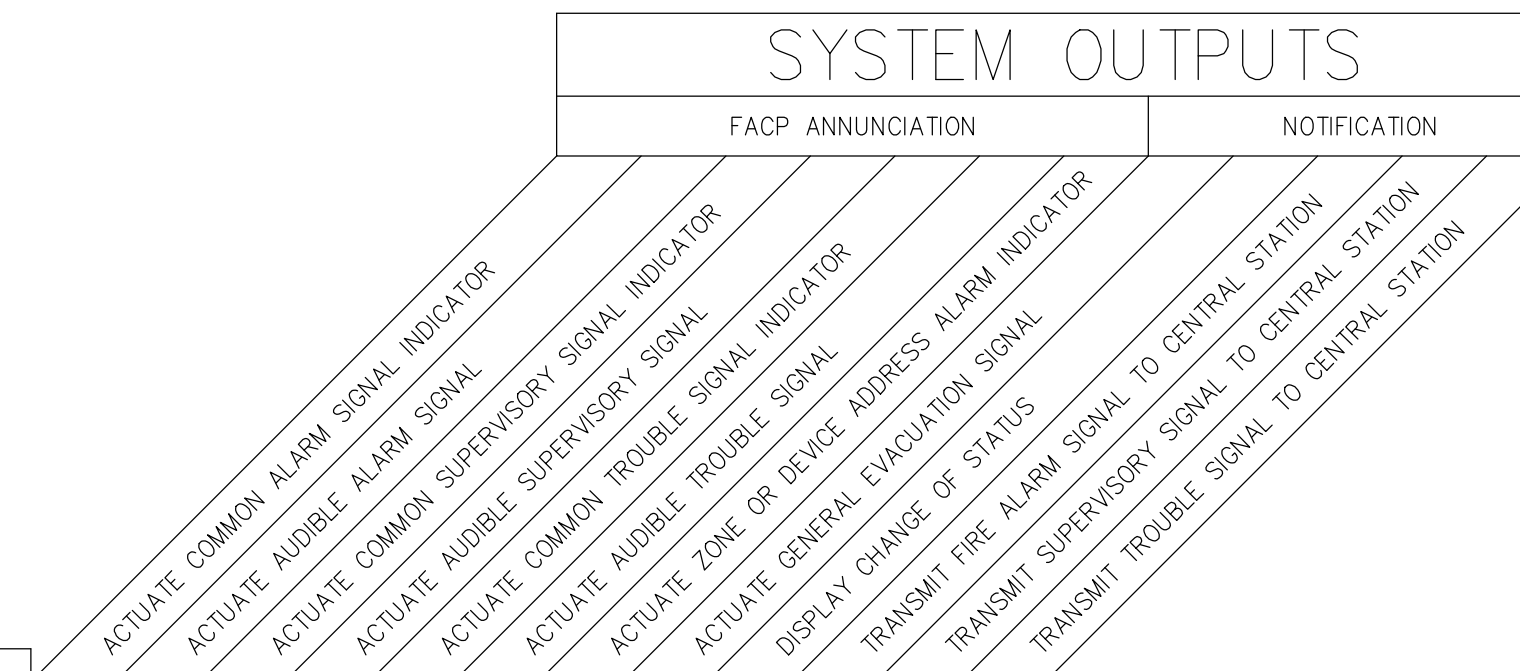 SYSTEM OUTPUTS
FACP ANNUNCIATION
NOTIFICATION
ACTUATE COMMON ALARM SIGNAL INDICATOR
ACTUATE AUDIBLE ALARM SIGNAL
ACTUATE COMMON SUPERVISORY SIGNAL INDICATOR
ACTUATE AUDIBLE SUPERVISORY SIGNAL
ACTUATE COMMON TROUBLE SIGNAL INDICATOR
ACTUATE AUDIBLE TROUBLE SIGNAL
ACTUATE ZONE OR DEVICE ADDRESS ALARM INDICATOR
ACTUATE GENERAL EVACUATION SIGNAL
DISPLAY CHANGE OF STATUS
TRANSMIT FIRE ALARM SIGNAL TO CENTRAL STATION
TRANSMIT SUPERVISORY SIGNAL TO CENTRAL STATION
TRANSMIT TROUBLE SIGNAL TO CENTRAL STATION